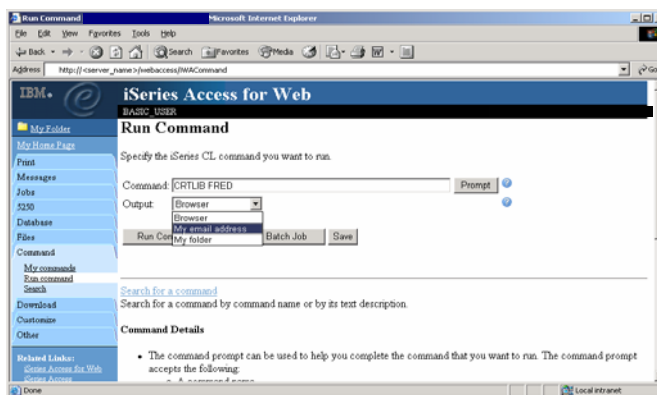 Run Command Microsoft Internet Explorer
File Edit View Favorites Tools Help
Back Search Favorites Media
Address http://<server_name>/webaccess/iWACommand Go
IBM. iSeries Access for Web
BASIC_USER
My Folder
My Home Page
Print
Messages
Jobs
5250
Database
Files
Command
My commands
Run command
Search
Download
Customize
Other
Related Links:
iSeries Access for Web
iSeries Access
Run Command
Specify the iSeries CL command you want to run.
Command: CRTLIB FRED Prompt
Output: Browser
Browser
My email address
My folder
Run Com Batch Job Save
Search for a command
Search for a command by command name or by its text description.
Command Details
• The command prompt can be used to help you complete the command that you want to run. The command prompt
accepts the following:
A command name
Done Local intranet